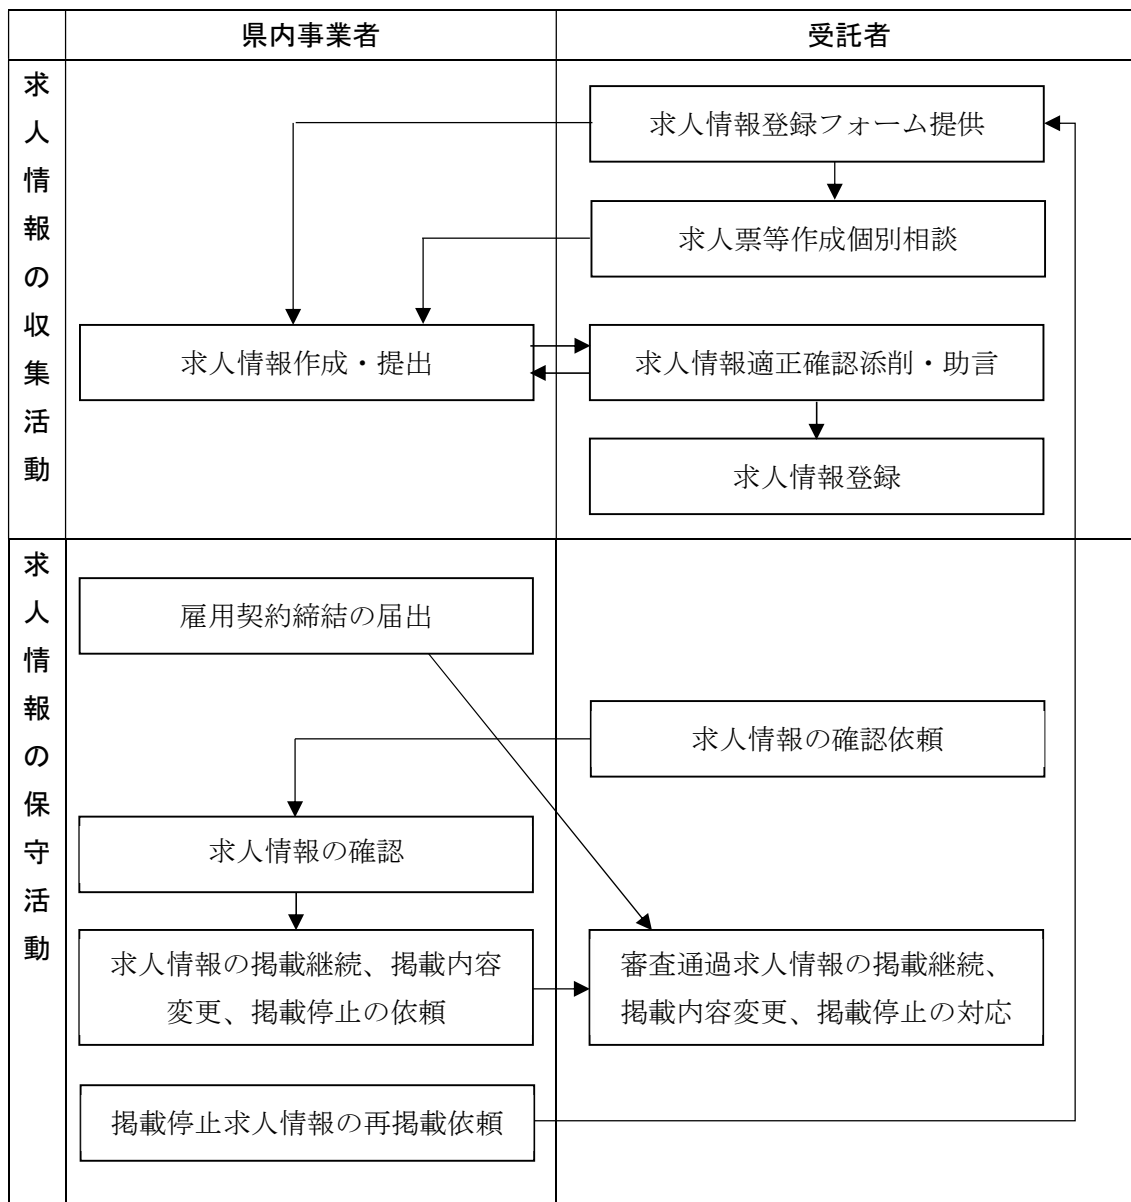 県内事業者
受託者
求人情報の収集活動
求人情報登録フォーム提供
求人票等作成個別相談
求人情報作成・提出
求人情報適正確認添削・助言
求人情報登録
求人情報の保守活動
雇用契約締結の届出
求人情報の確認依頼
求人情報の確認
求人情報の掲載継続、掲載内容
変更、掲載停止の依頼
審査通過求人情報の掲載継続、
掲載内容変更、掲載停止の対応
掲載停止求人情報の再掲載依頼